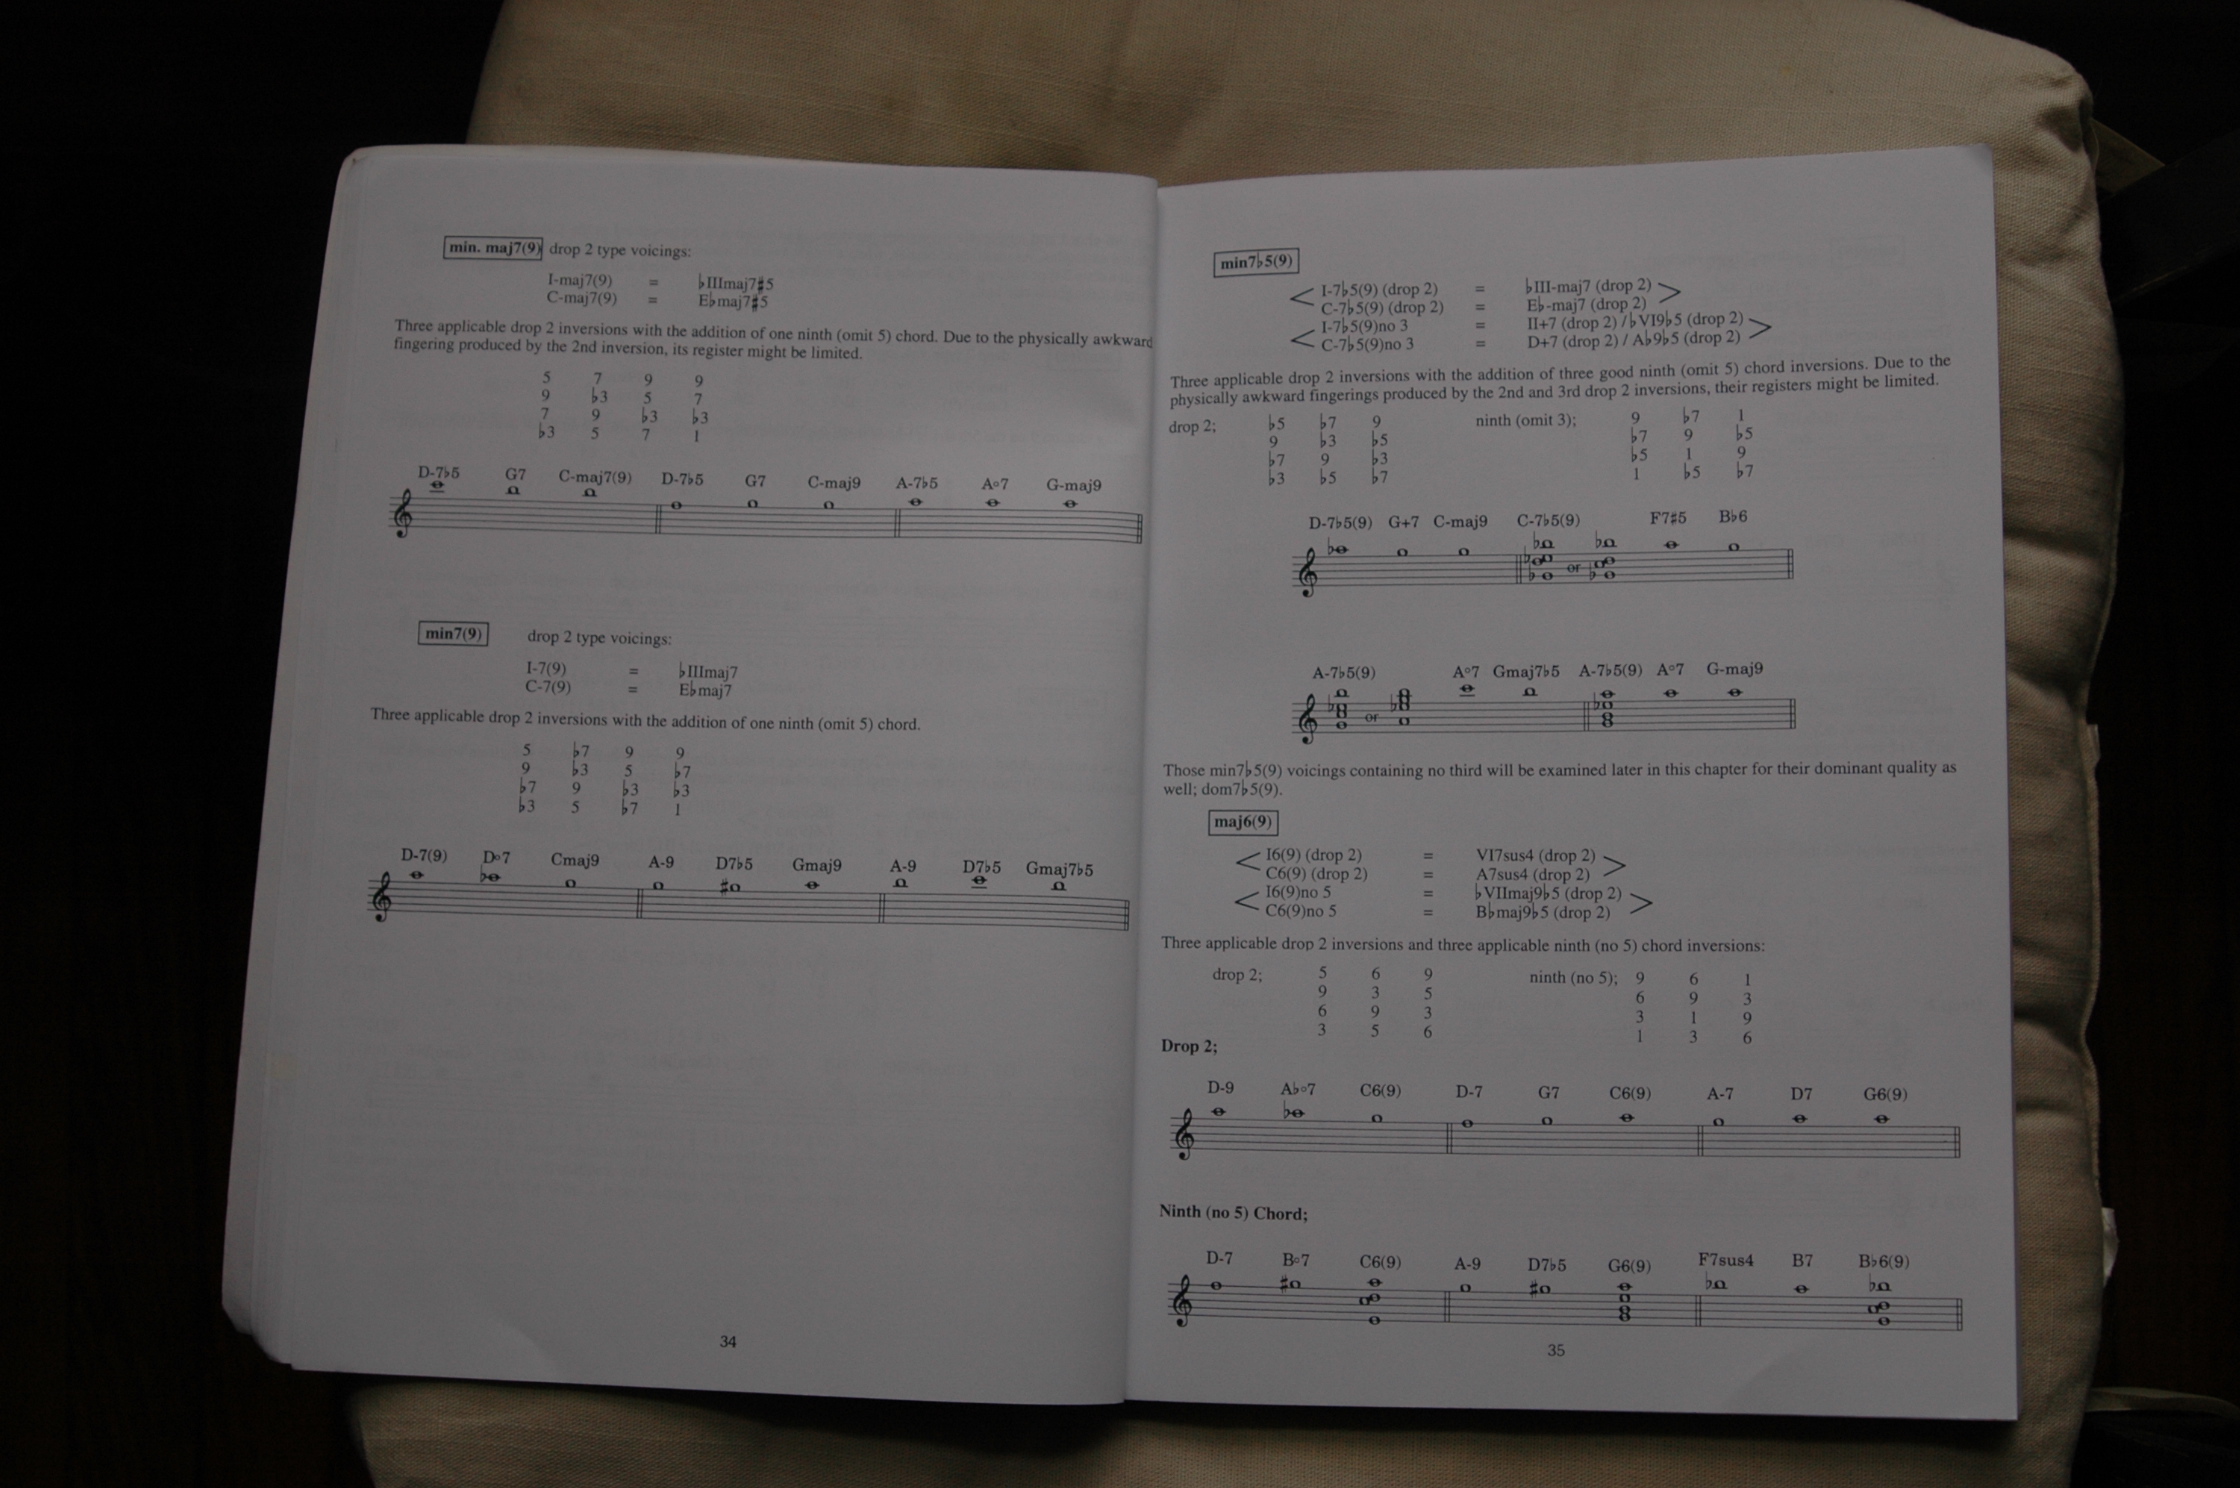 min. maj7(9) drop 2 type voicings:
I-maj7(9) = ♭IIImaj7♯5
C-maj7(9) = E♭maj7♯5
Three applicable drop 2 inversions with the addition of one ninth (omit 5) chord. Due to the physically awkward
fingering produced by the 2nd inversion, its register might be limited.
5 7 9 9
9 ♭3 5 7
7 9 ♭3 ♭3
♭3 5 7 1
D-7♭5 G7 C-maj7(9) D-7♭5 G7 C-maj9 A-7♭5 A°7 G-maj9
min7(9) drop 2 type voicings:
I-7(9) = ♭IIImaj7
C-7(9) = E♭maj7
Three applicable drop 2 inversions with the addition of one ninth (omit 5) chord.
5 ♭7 9 9
9 ♭3 5 ♭7
♭7 9 ♭3 ♭3
♭3 5 ♭7 1
D-7(9) D°7 Cmaj9 A-9 D7♭5 Gmaj9 A-9 D7♭5 Gmaj7♭5
34
min7♭5(9)
< I-7♭5(9) (drop 2) = ♭III-maj7 (drop 2) >
C-7♭5(9) (drop 2) = E♭-maj7 (drop 2)
< I-7♭5(9)no 3 = II+7 (drop 2) /♭VI9♭5 (drop 2) >
C-7♭5(9)no 3 = D+7 (drop 2) / A♭9♭5 (drop 2)
Three applicable drop 2 inversions with the addition of three good ninth (omit 5) chord inversions. Due to the
physically awkward fingerings produced by the 2nd and 3rd drop 2 inversions, their registers might be limited.
drop 2; ♭5 ♭7 9 ninth (omit 3); 9 ♭7 1
9 ♭3 ♭5 ♭7 9 ♭5
♭7 9 ♭3 ♭5 1 9
♭3 ♭5 ♭7 1 ♭5 ♭7
D-7♭5(9) G+7 C-maj9 C-7♭5(9) F7♯5 B♭6
or
A-7♭5(9) A°7 Gmaj7♭5 A-7♭5(9) A°7 G-maj9
or
Those min7♭5(9) voicings containing no third will be examined later in this chapter for their dominant quality as
well; dom7♭5(9).
maj6(9)
< I6(9) (drop 2) = VI7sus4 (drop 2) >
C6(9) (drop 2) = A7sus4 (drop 2)
< I6(9)no 5 = ♭VIImaj9♭5 (drop 2) >
C6(9)no 5 = B♭maj9♭5 (drop 2)
Three applicable drop 2 inversions and three applicable ninth (no 5) chord inversions:
drop 2; 5 6 9 ninth (no 5); 9 6 1
9 3 5 6 9 3
6 9 3 3 1 9
3 5 6 1 3 6
Drop 2;
D-9 A♭°7 C6(9) D-7 G7 C6(9) A-7 D7 G6(9)
Ninth (no 5) Chord;
D-7 B°7 C6(9) A-9 D7♭5 G6(9) F7sus4 B7 B♭6(9)
35